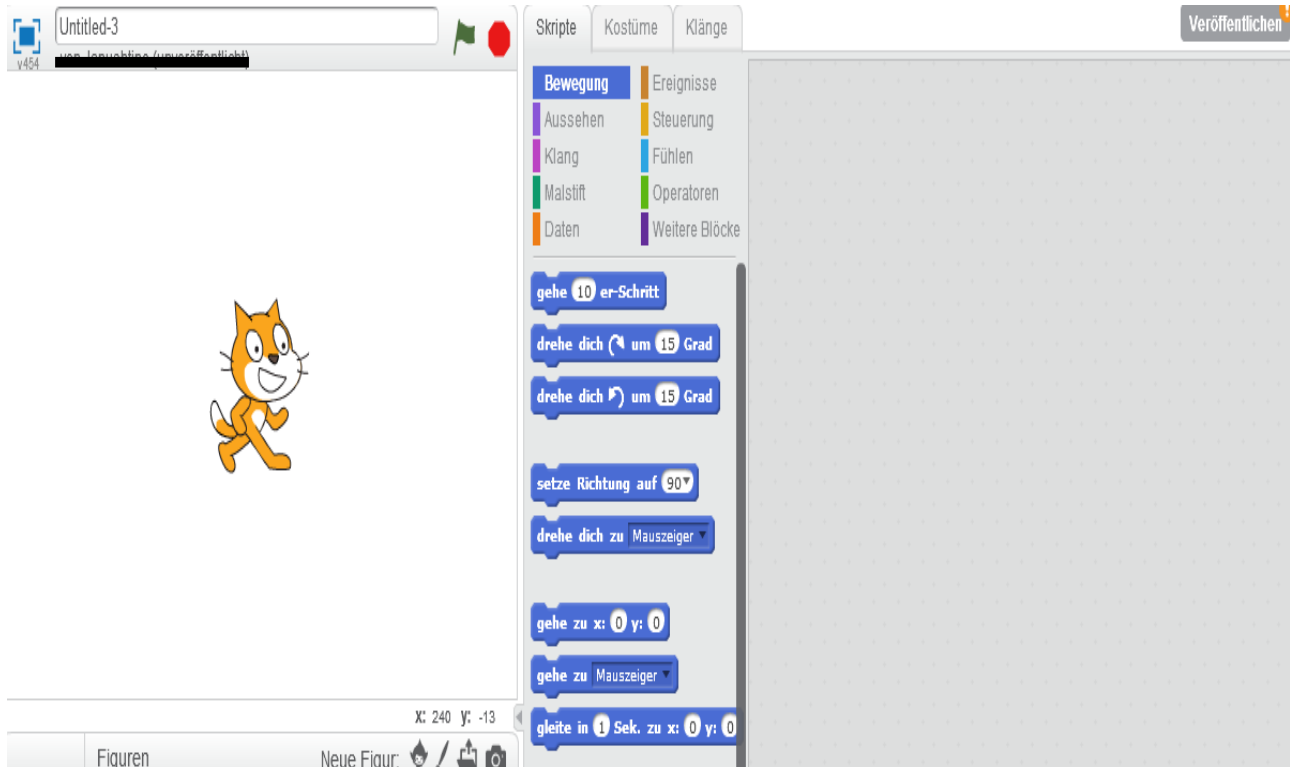 Untitled-3
v454
x: 240 y: -13
Figuren
Neue Figur:
Skripte
Kostüme
Klänge
Veröffentlichen
Bewegung
Ereignisse
Aussehen
Steuerung
Klang
Fühlen
Malstift
Operatoren
Daten
Weitere Blöcke
gehe 10 er-Schritt
drehe dich um 15 Grad
drehe dich um 15 Grad
setze Richtung auf 90
drehe dich zu Mauszeiger
gehe zu x: 0 y: 0
gehe zu Mauszeiger
gleite in 1 Sek. zu x: 0 y: 0